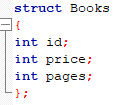 struct Books
{
int id;
int price;
int pages;
};